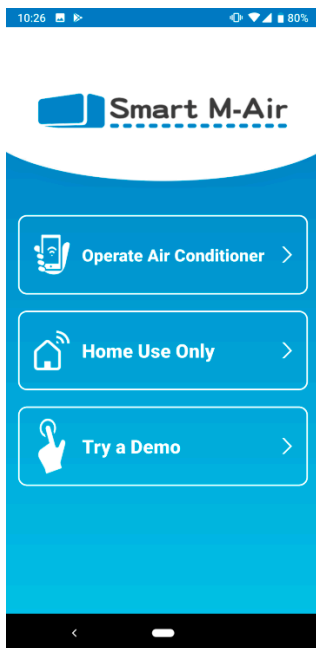 10:26
80%
Smart M-Air
Operate Air Conditioner
Home Use Only
Try a Demo